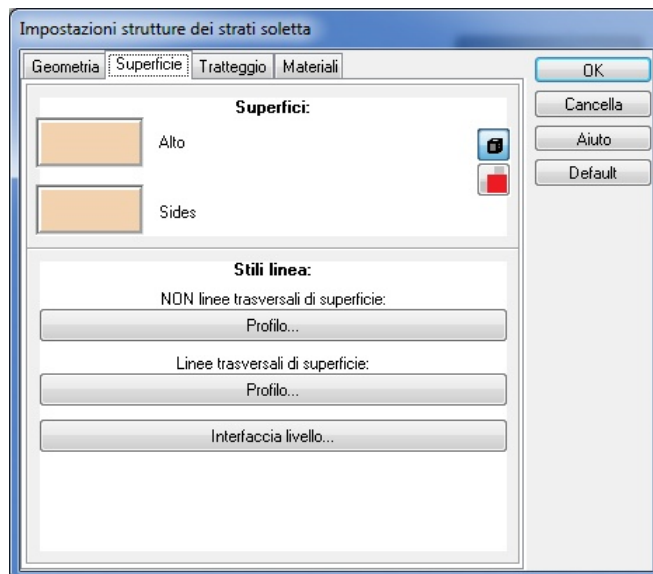 Impostazioni strutture dei strati soletta
Geometria Superficie Tratteggio Materiali
OK
Cancella
Aiuto
Default
Superfici:
Alto
Sides
Stili linea:
NON linee trasversali di superficie:
Profilo...
Linee trasversali di superficie:
Profilo...
Interfaccia livello...